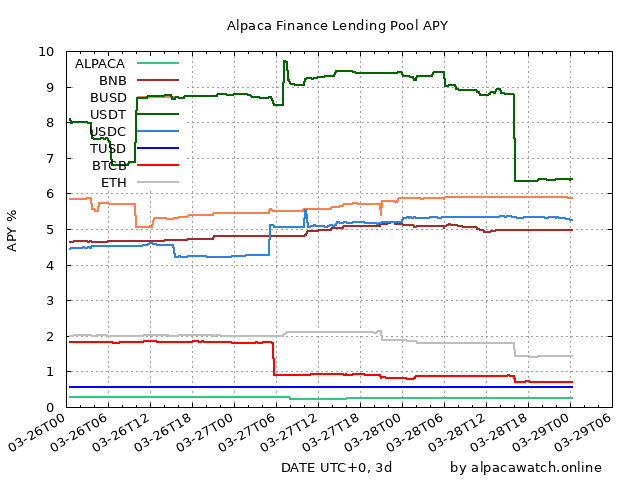 Alpaca Finance Lending Pool APY
10
9
8
7
6
5
4
3
2
1
0
APY %
ALPACA
BNB
BUSD
USDT
USDC
TUSD
BTCB
ETH
03-26T00
03-26T06
03-26T12
03-26T18
03-27T00
03-27T06
03-27T12
03-27T18
03-28T00
03-28T06
03-28T12
03-28T18
03-29T00
03-29T06
DATE UTC+0, 3d
by alpacawatch.online